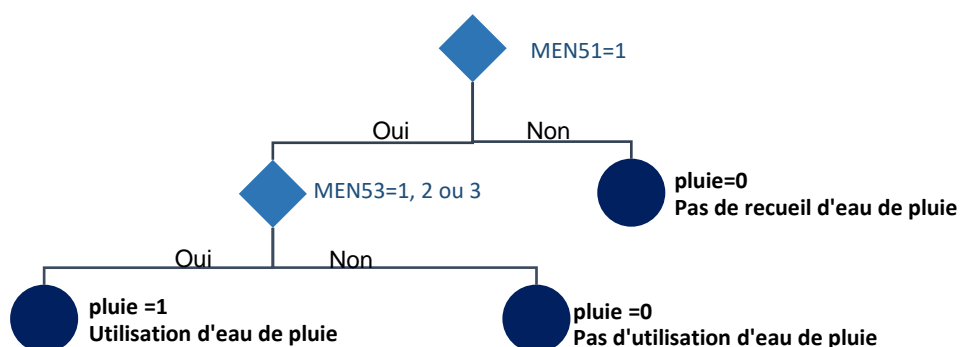 MEN51=1
Oui
Non
MEN53=1, 2 ou 3
pluie=0
Pas de recueil d'eau de pluie
Oui
Non
pluie =1
Utilisation d'eau de pluie
pluie =0
Pas d'utilisation d'eau de pluie